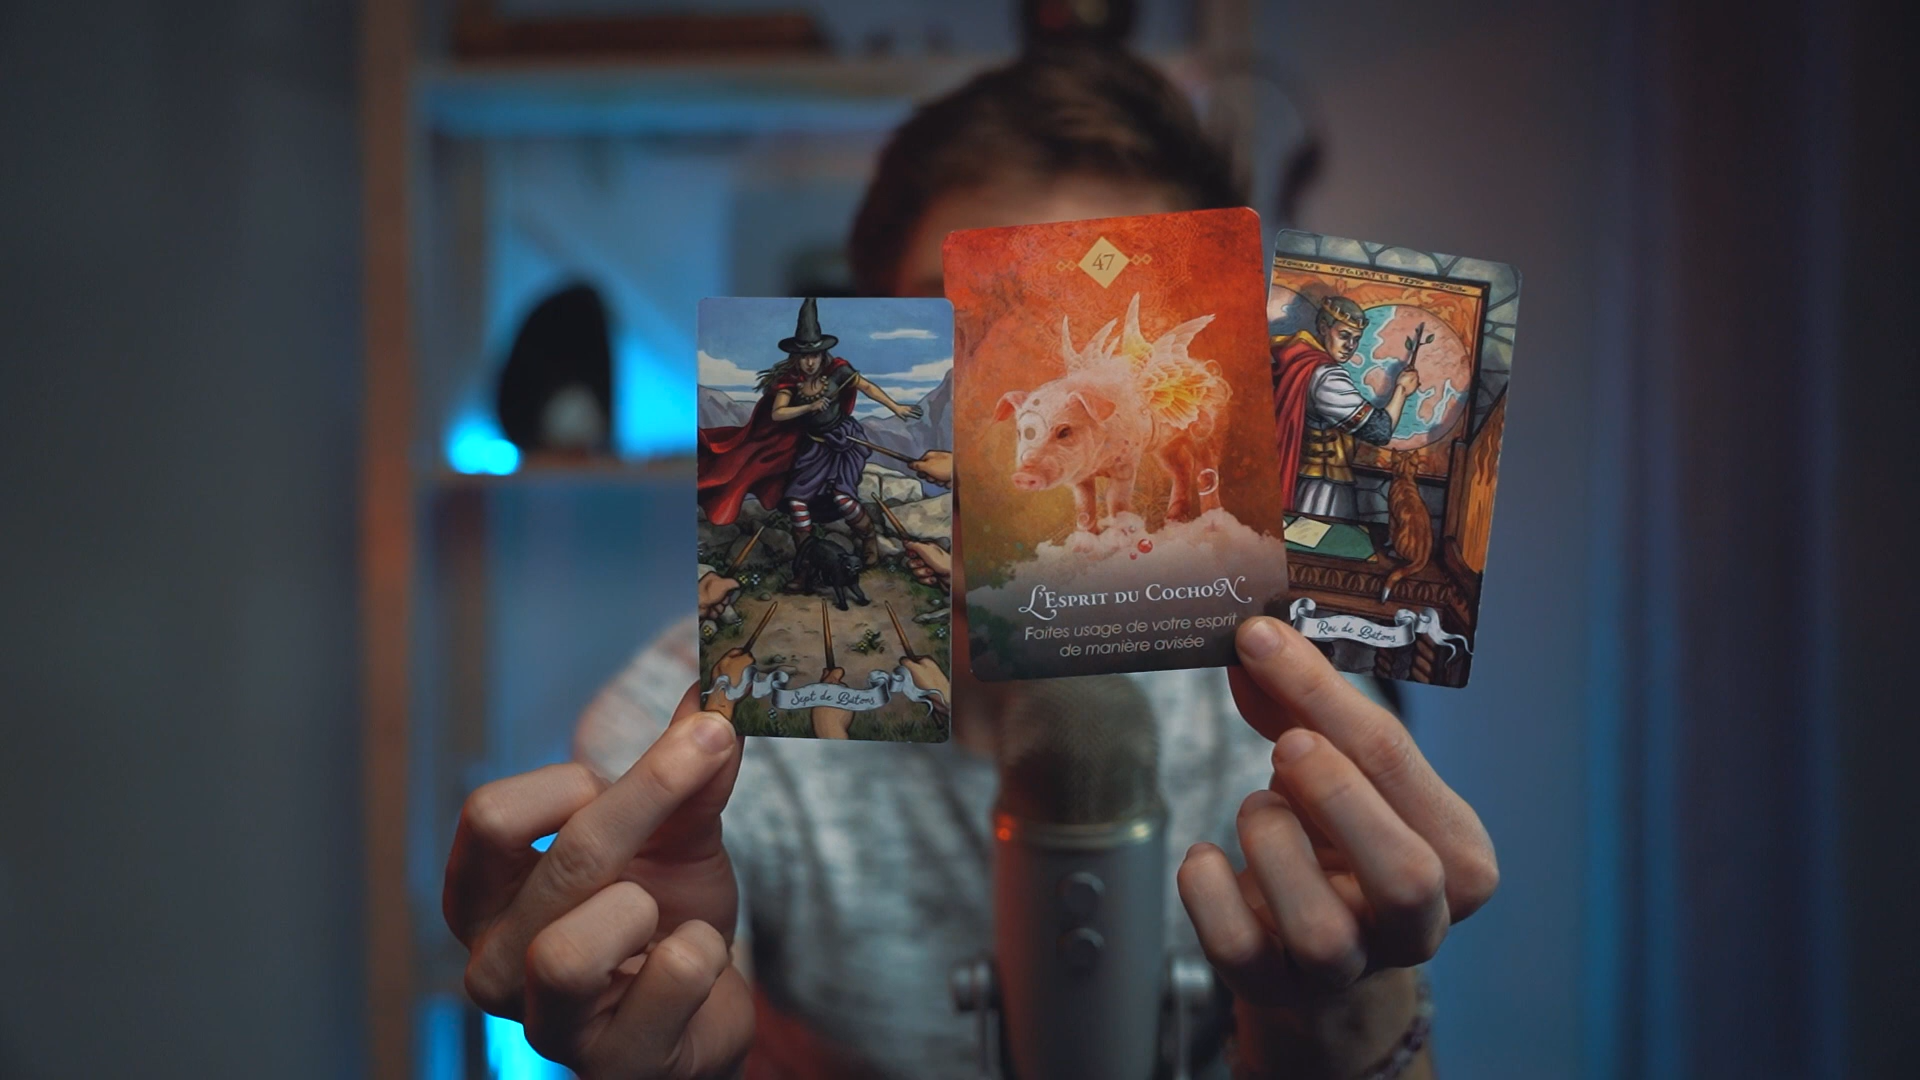 Sept de Bâtons
47
L'Esprit du Cochon
Faites usage de votre esprit
de manière avisée
Roi de Bâtons